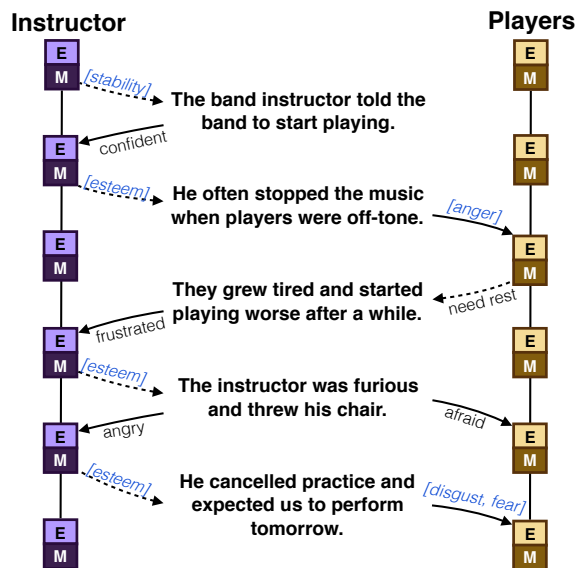 Instructor
Players
E
M
E
M
[stability]
The band instructor told the
band to start playing.
confident
E
M
E
M
[esteem]
He often stopped the music
when players were off-tone.
[anger]
E
M
E
M
They grew tired and started
playing worse after a while.
need rest
frustrated
E
M
E
M
[esteem]
The instructor was furious
and threw his chair.
angry
afraid
E
M
E
M
[esteem]
He cancelled practice and
expected us to perform
tomorrow.
[disgust, fear]
E
M
E
M